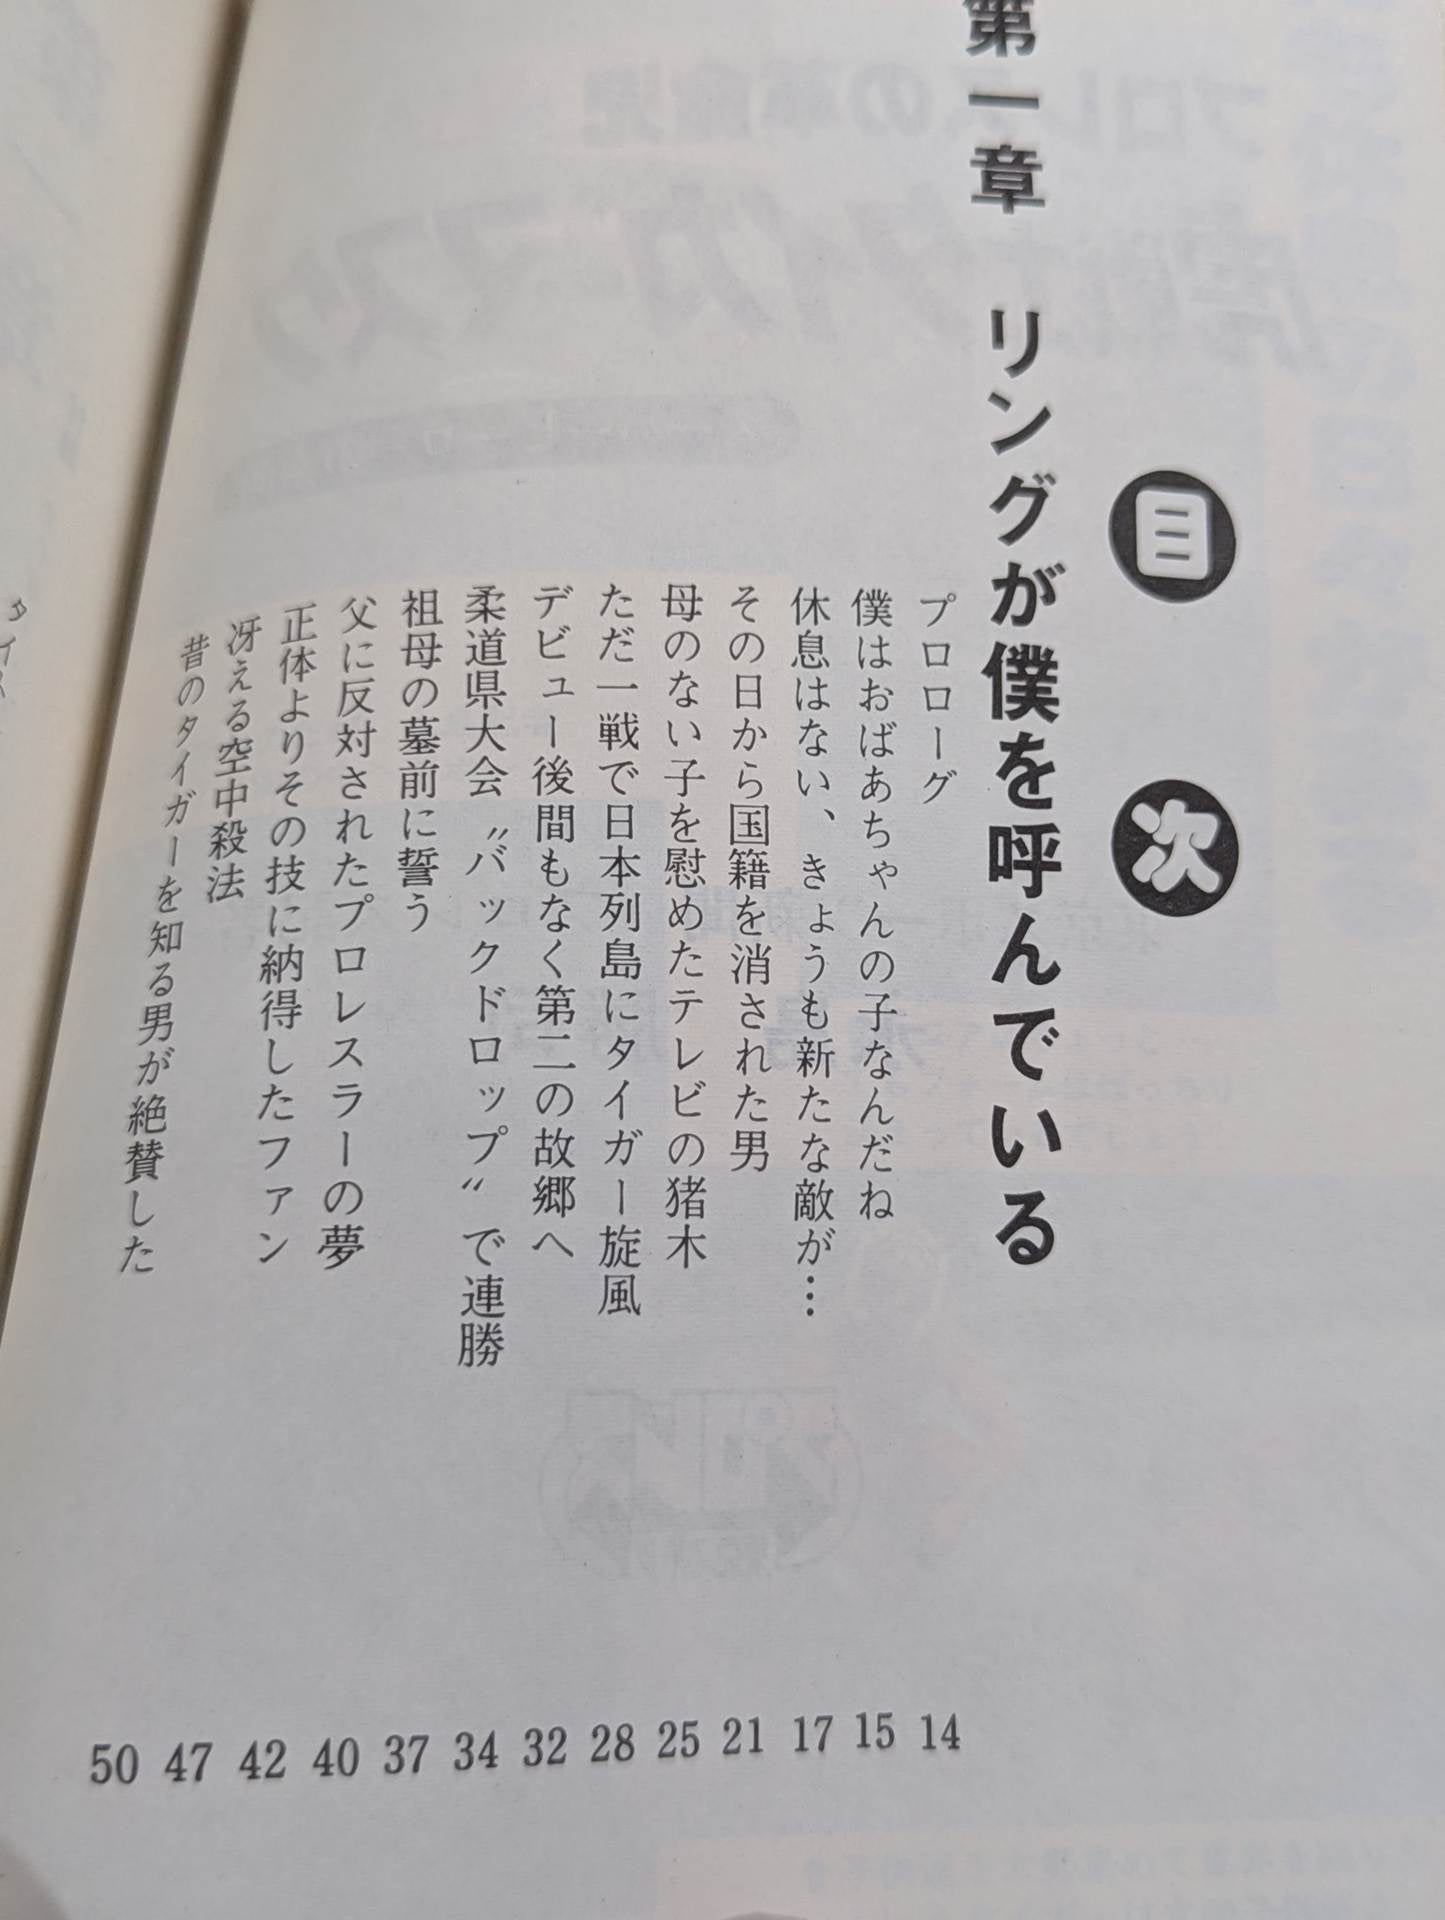 目次
第一章 リングが僕を呼んでいる
プロローグ 14
僕はおばあちゃんの子なんだね 15
休息はない、きょうも新たな敵が… 17
その日から国籍を消された男 21
母のない子を慰めたテレビの猪木 25
ただ一戦で日本列島にタイガー旋風 28
デビュー後間もなく第二の故郷へ 32
柔道県大会〝バックドロップ〟で連勝 34
祖母の墓前に誓う 37
父に反対されたプロレスラーの夢 40
正体よりその技に納得したファン 42
冴える空中殺法 47
昔のタイガーを知る男が絶賛した 50